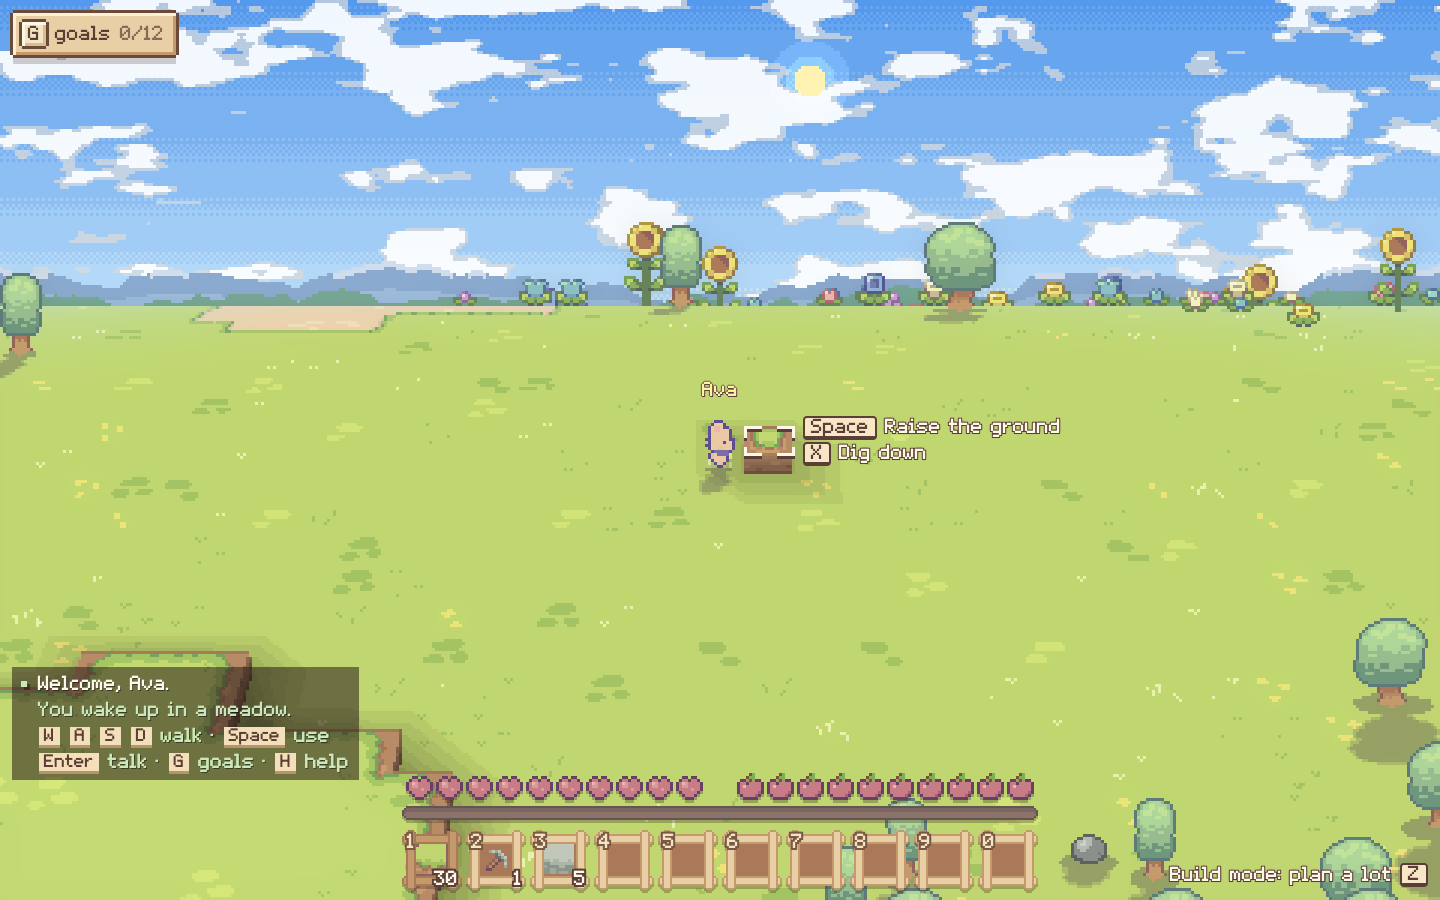 G goals 0/12
Ava
Space Raise the ground
X Dig down
Welcome, Ava.
You wake up in a meadow.
W A S D walk · Space use
Enter talk · G goals · H help
1 2 3 4 5 6 7 8 9 0
30 1 5
Build mode: plan a lot Z